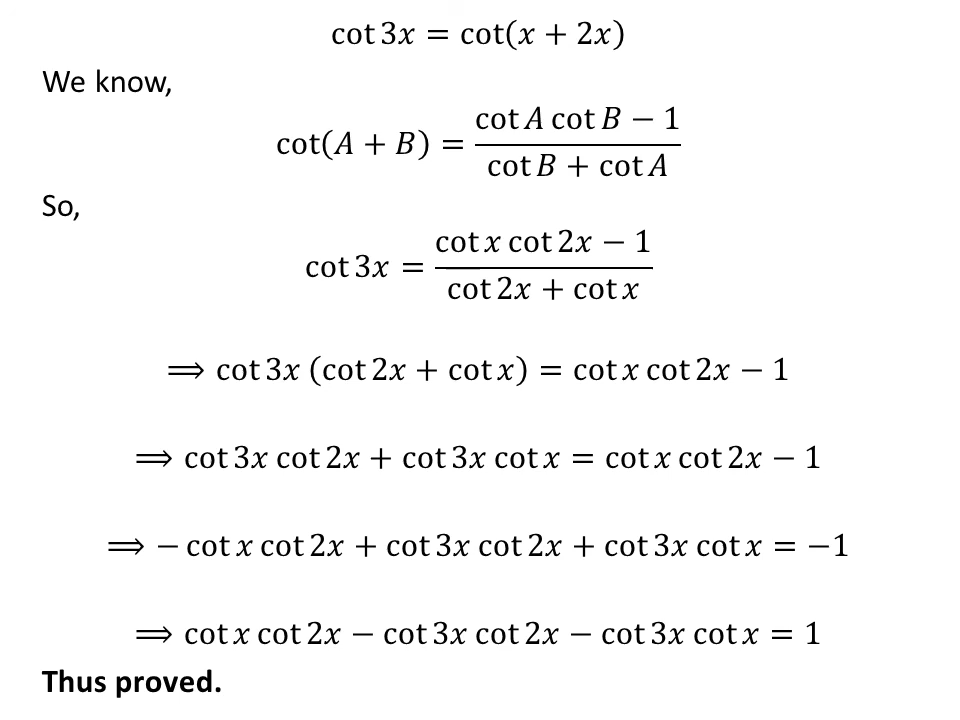 cot 3x = cot(x + 2x)
We know,
cot(A + B) = \frac{cot A cot B − 1}{cot B + cot A}
So,
cot 3x = \frac{cot x cot 2x − 1}{cot 2x + cot x}
⟹ cot 3x (cot 2x + cot x) = cot x cot 2x − 1
⟹ cot 3x cot 2x + cot 3x cot x = cot x cot 2x − 1
⟹ − cot x cot 2x + cot 3x cot 2x + cot 3x cot x = −1
⟹ cot x cot 2x − cot 3x cot 2x − cot 3x cot x = 1
Thus proved.